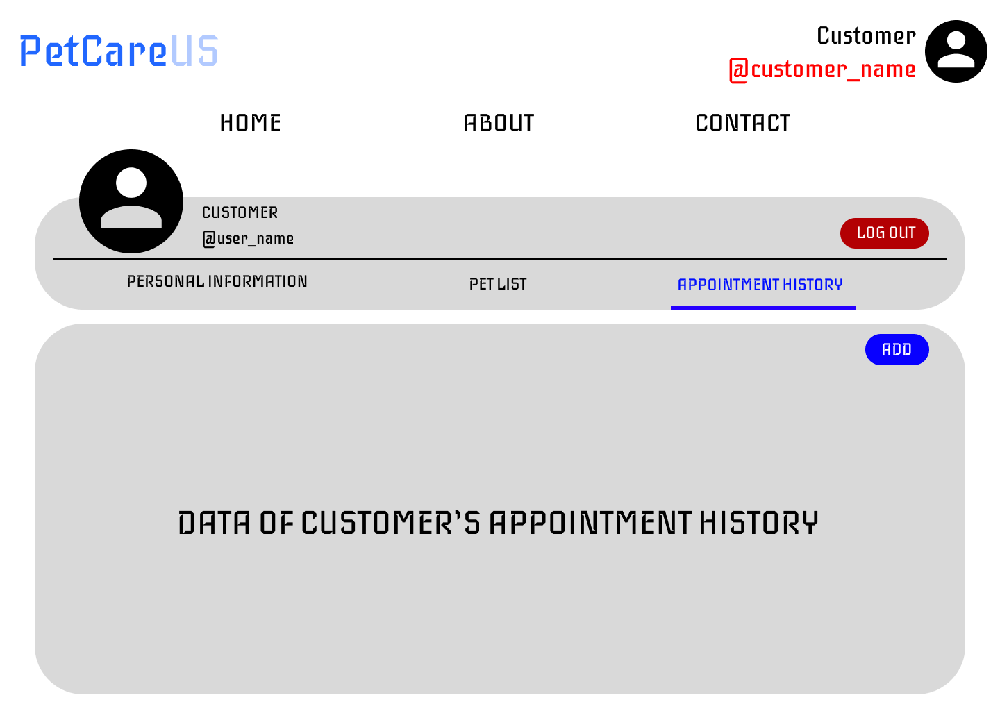 PetCareUS
Customer
@customer_name
HOME ABOUT CONTACT
CUSTOMER
@user_name
LOG OUT
PERSONAL INFORMATION PET LIST APPOINTMENT HISTORY
ADD
DATA OF CUSTOMER’S APPOINTMENT HISTORY